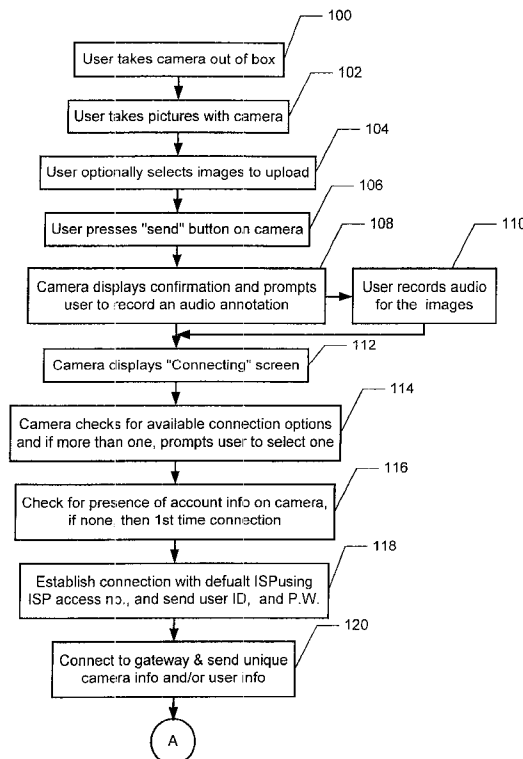 100
User takes camera out of box
102
User takes pictures with camera
104
User optionally selects images to upload
106
User presses "send" button on camera
108
110
Camera displays confirmation and prompts
user to record an audio annotation
User records audio
for the images
112
Camera displays "Connecting" screen
114
Camera checks for available connection options
and if more than one, prompts user to select one
116
Check for presence of account info on camera,
if none, then 1st time connection
118
Establish connection with defualt ISPusing
ISP access no., and send user ID, and P.W.
120
Connect to gateway & send unique
camera info and/or user info
A